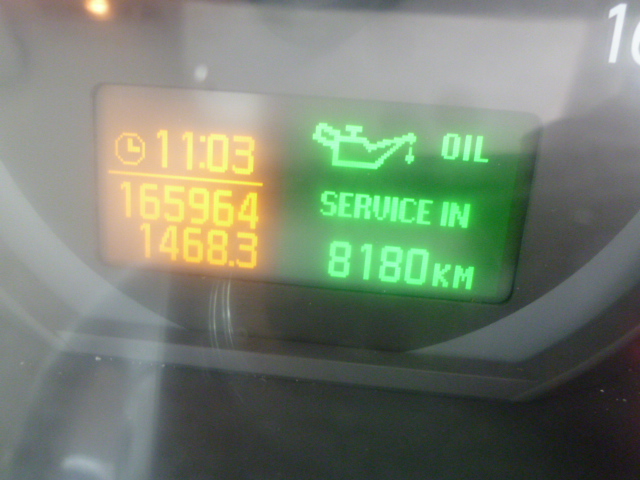 11:03
165964
1468.3
OIL
SERVICE IN
8180KM